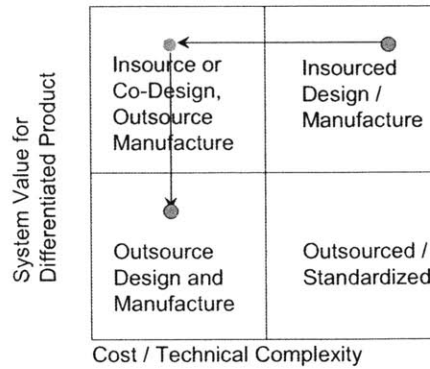 System Value for
Differentiated Product
Insource or
Co-Design,
Outsource
Manufacture
Insourced
Design /
Manufacture
Outsource
Design and
Manufacture
Outsourced /
Standardized
Cost / Technical Complexity